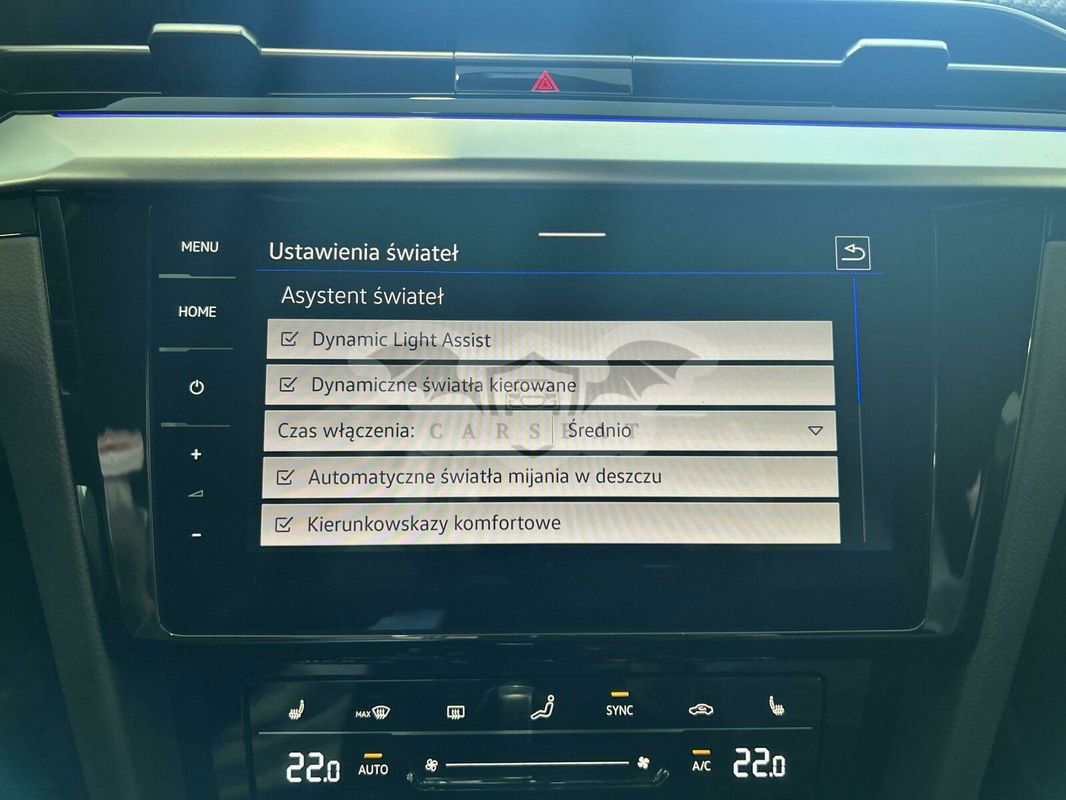 MENU
Ustawienia świateł
HOME
Asystent świateł
Dynamic Light Assist
Dynamiczne światła kierowane
Czas włączenia: Średnio
CARSE T
Automatyczne światła mijania w deszczu
Kierunkowskazy komfortowe
MAX
SYNC
22.0 AUTO A/C 22.0